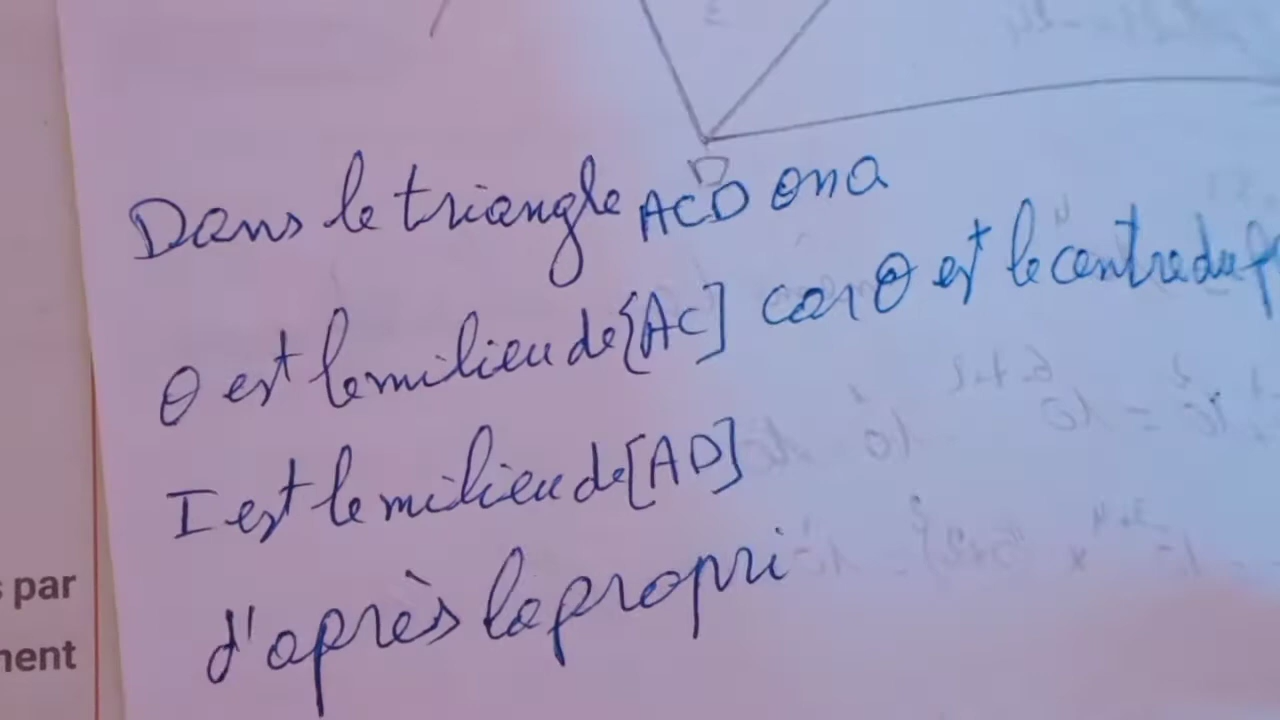 D
Dans le triangle ACD on a
O est le milieu de [AC] car O est le centre du p
I est le milieu de [AD]
d'après la propri
s par
ment